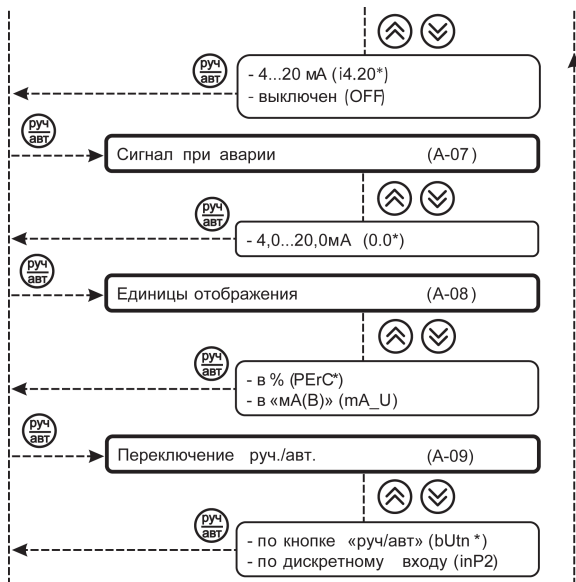 руч
авт
- 4...20 мА (i4.20*)
- выключен (OFF)
руч
авт
Сигнал при аварии (А-07)
руч
авт
- 4,0...20,0мА (0.0*)
руч
авт
Единицы отображения (А-08)
руч
авт
- в % (PErC*)
- в «мА(В)» (mA_U)
руч
авт
Переключение руч./авт. (А-09)
руч
авт
- по кнопке «руч/авт» (bUtn *)
- по дискретному входу (inP2)